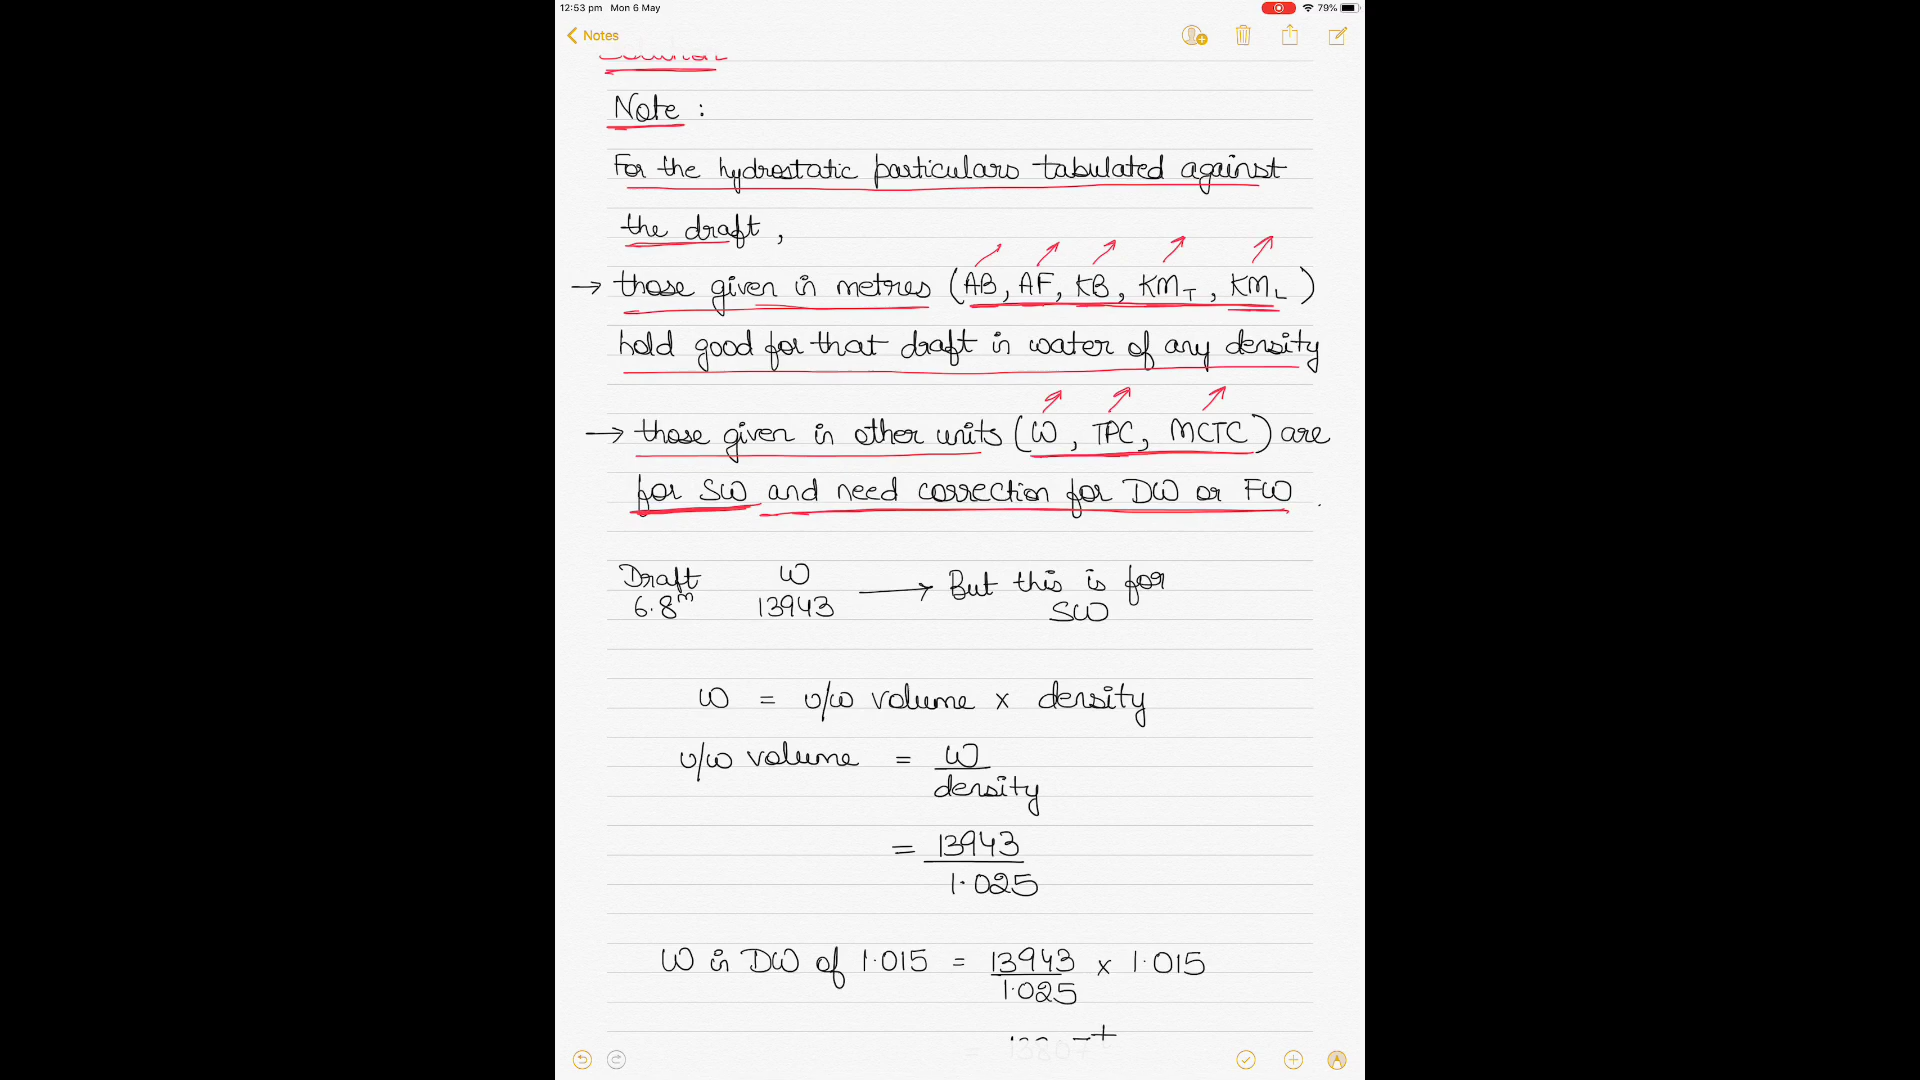 12:53 pm Mon 6 May 79%
Notes
Note :
For the hydrostatic particulars tabulated against
the draft ,
→ those given in metres (AB, AF, KB, KM_T, KM_L)
hold good for that draft in water of any density
→ those given in other units (W, TPC, MCTC) are
for SW and need correction for DW or FW .
Draft W → But this is for
6.8m 13943 SW
W = u/w volume x density
u/w volume = W
density
= 13943
1.025
W in DW of 1.015 = 13943 x 1.015
1.025